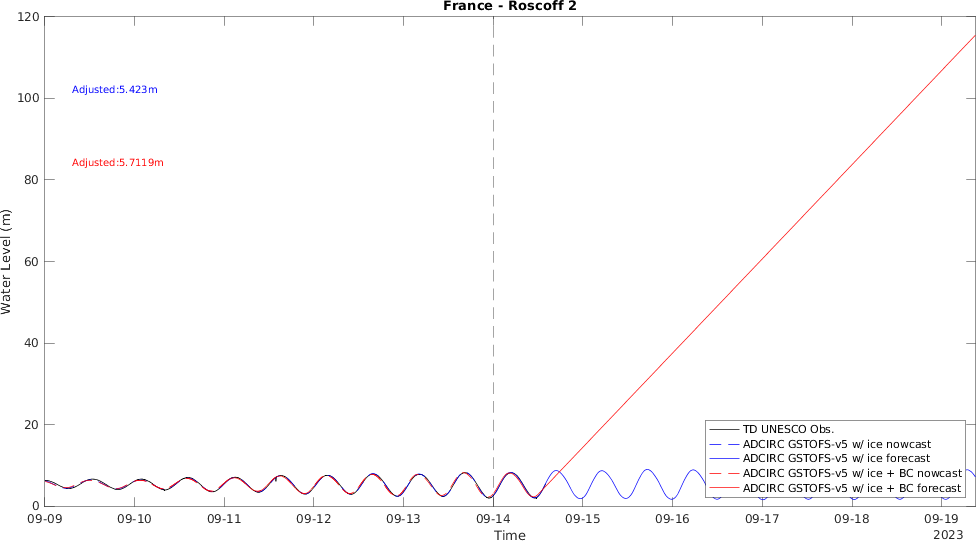 France - Roscoff 2
120
100
80
60
40
20
0
Water Level (m)
Adjusted:5.423m
Adjusted:5.7119m
TD UNESCO Obs.
ADCIRC GSTOFS-v5 w/ ice nowcast
ADCIRC GSTOFS-v5 w/ ice forecast
ADCIRC GSTOFS-v5 w/ ice + BC nowcast
ADCIRC GSTOFS-v5 w/ ice + BC forecast
09-09 09-10 09-11 09-12 09-13 09-14 09-15 09-16 09-17 09-18 09-19
Time
2023